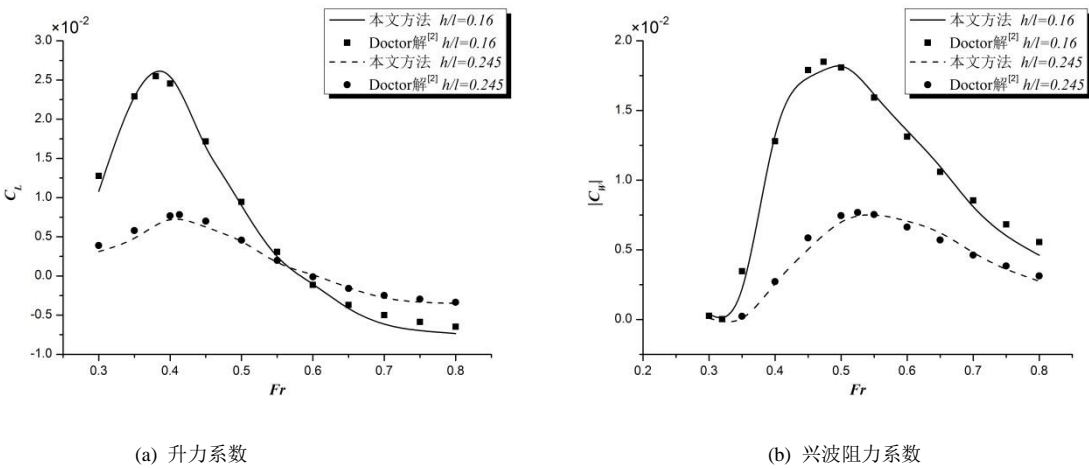 ×10⁻²
本文方法 h/l=0.16
Doctor解[2] h/l=0.16
本文方法 h/l=0.245
Doctor解[2] h/l=0.245
3.0
2.5
2.0
1.5
1.0
0.5
0.0
-0.5
-1.0
C_L
0.3 0.4 0.5 0.6 0.7 0.8
Fr
(a) 升力系数
×10⁻²
本文方法 h/l=0.16
Doctor解[2] h/l=0.16
本文方法 h/l=0.245
Doctor解[2] h/l=0.245
2.0
1.5
1.0
0.5
0.0
|C_W|
0.2 0.3 0.4 0.5 0.6 0.7 0.8
Fr
(b) 兴波阻力系数